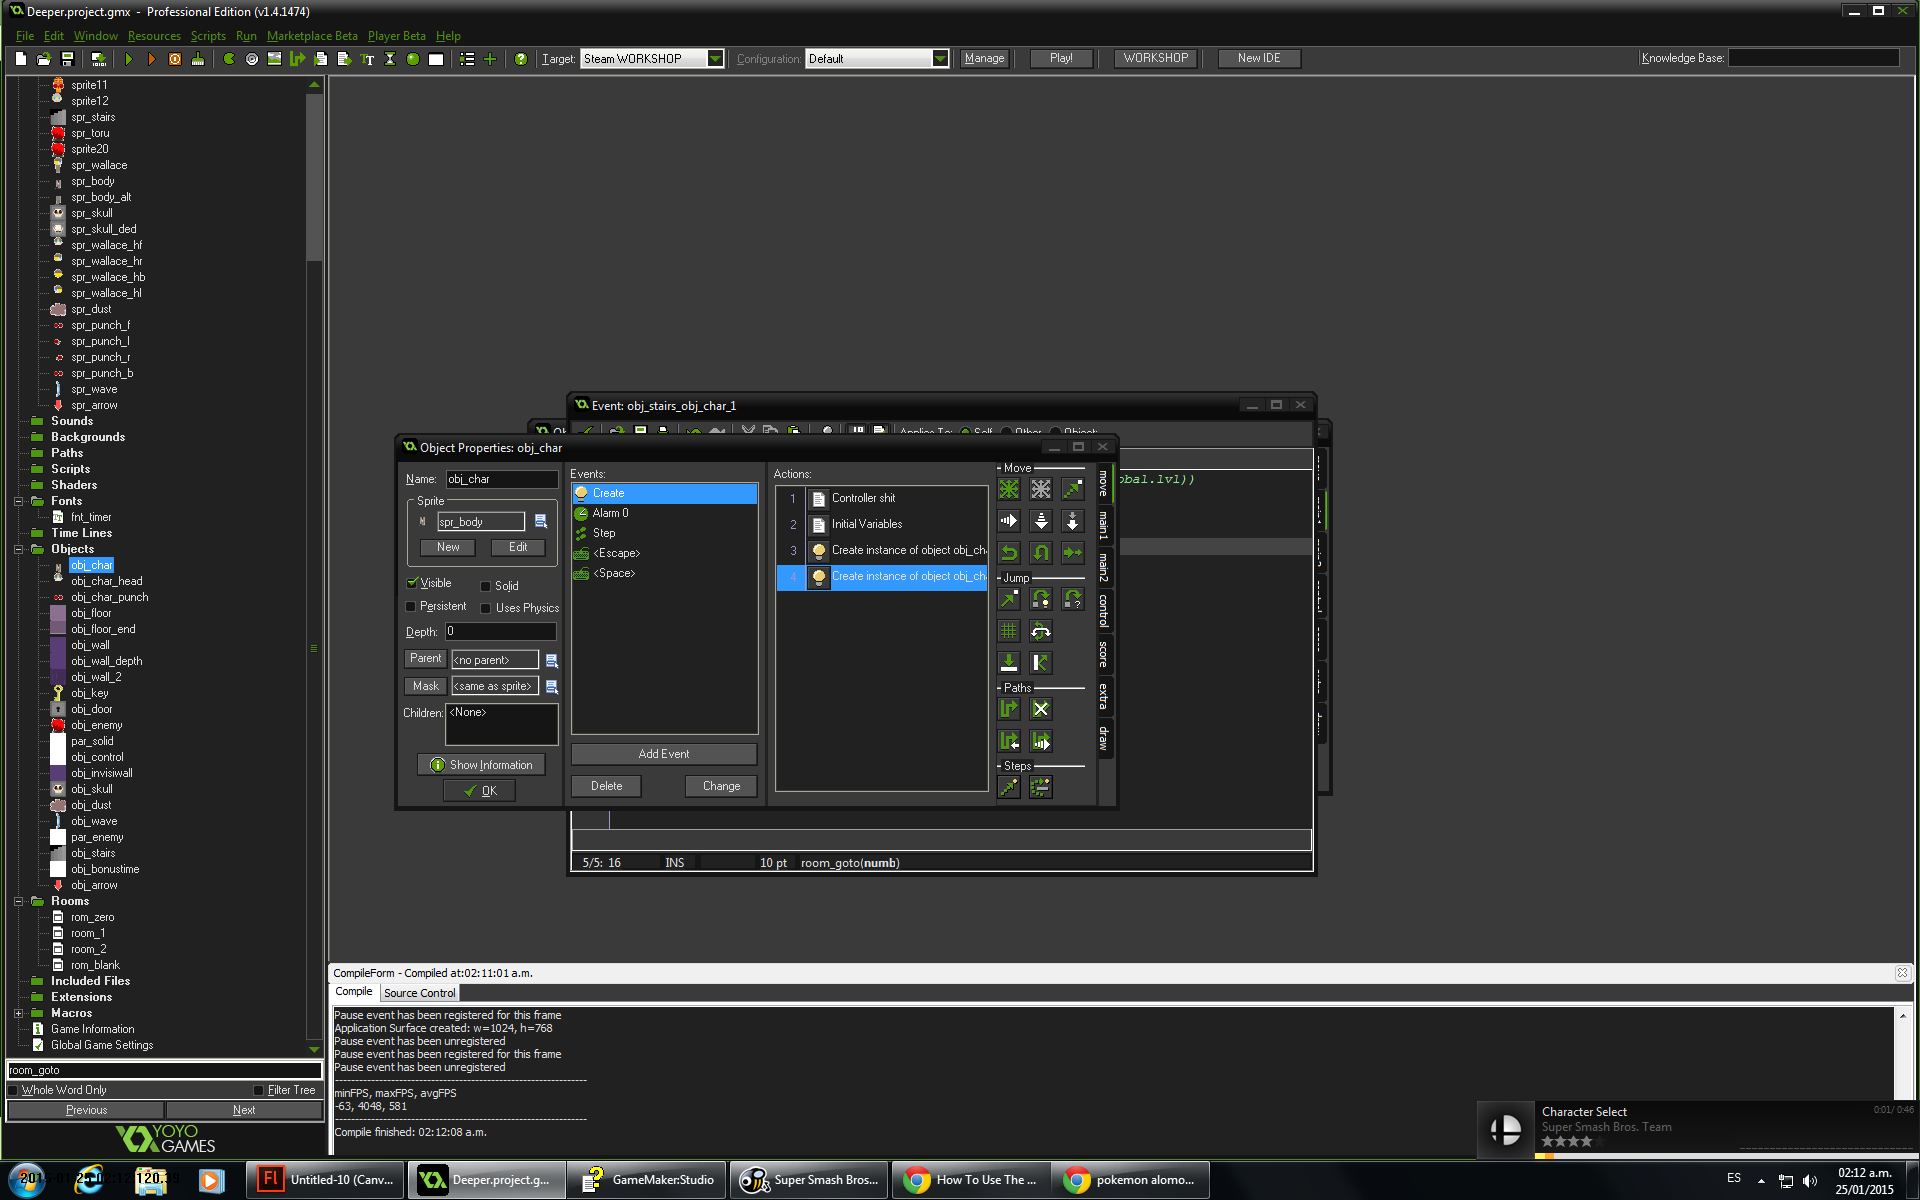 Deeper.project.gmx - Professional Edition (v1.4.1474)
File Edit Window Resources Scripts Run Marketplace Beta Player Beta Help
Target: Steam WORKSHOP Configuration: Default Manage Play! WORKSHOP New IDE Knowledge Base:
sprite11
sprite12
spr_stairs
spr_toru
sprite20
spr_wallace
spr_body
spr_body_alt
spr_skull
spr_skull_ded
spr_wallace_hf
spr_wallace_hr
spr_wallace_hb
spr_wallace_hl
spr_dust
spr_punch_f
spr_punch_l
spr_punch_r
spr_punch_b
spr_wave
spr_arrow
Sounds
Backgrounds
Paths
Scripts
Shaders
Fonts
fnt_timer
Time Lines
Objects
obj_char
obj_char_head
obj_char_punch
obj_floor
obj_floor_end
obj_wall
obj_wall_depth
obj_wall_2
obj_key
obj_door
obj_enemy
par_solid
obj_control
obj_invisiwall
obj_skull
obj_dust
obj_wave
par_enemy
obj_stairs
obj_bonustime
obj_arrow
Rooms
rom_zero
room_1
room_2
rom_blank
Included Files
Extensions
Macros
Game Information
Global Game Settings
room_goto
Whole Word Only Filter Tree
Previous Next
YOYO GAMES
Event: obj_stairs_obj_char_1
Applies To: Self Other Object:
obal.lvl))
5/5: 16 INS 10 pt room_goto(numb)
Object Properties: obj_char
Name: obj_char
Sprite
spr_body
New Edit
Visible Solid
Persistent Uses Physics
Depth: 0
Parent <no parent>
Mask <same as sprite>
Children: <None>
Show Information
OK
Events:
Create
Alarm 0
Step
<Escape>
<Space>
Add Event
Delete Change
Actions:
1 Controller shit
2 Initial Variables
3 Create instance of object obj_cha
4 Create instance of object obj_cha
Move
Jump
Paths
Steps
move
main1
main2
control
score
extra
draw
CompileForm - Compiled at:02:11:01 a.m.
Compile Source Control
Pause event has been registered for this frame
Application Surface created: w=1024, h=768
Pause event has been unregistered
Pause event has been registered for this frame
Pause event has been unregistered
minFPS, maxFPS, avgFPS
-63, 4048, 581
Compile finished: 02:12:08 a.m.
Character Select 0:01/ 0:46
Super Smash Bros. Team
Untitled-10 (Canv... Deeper.project.g... GameMaker:Studio Super Smash Bros... How To Use The ... pokemon alomo...
ES 02:12 a.m.
25/01/2015